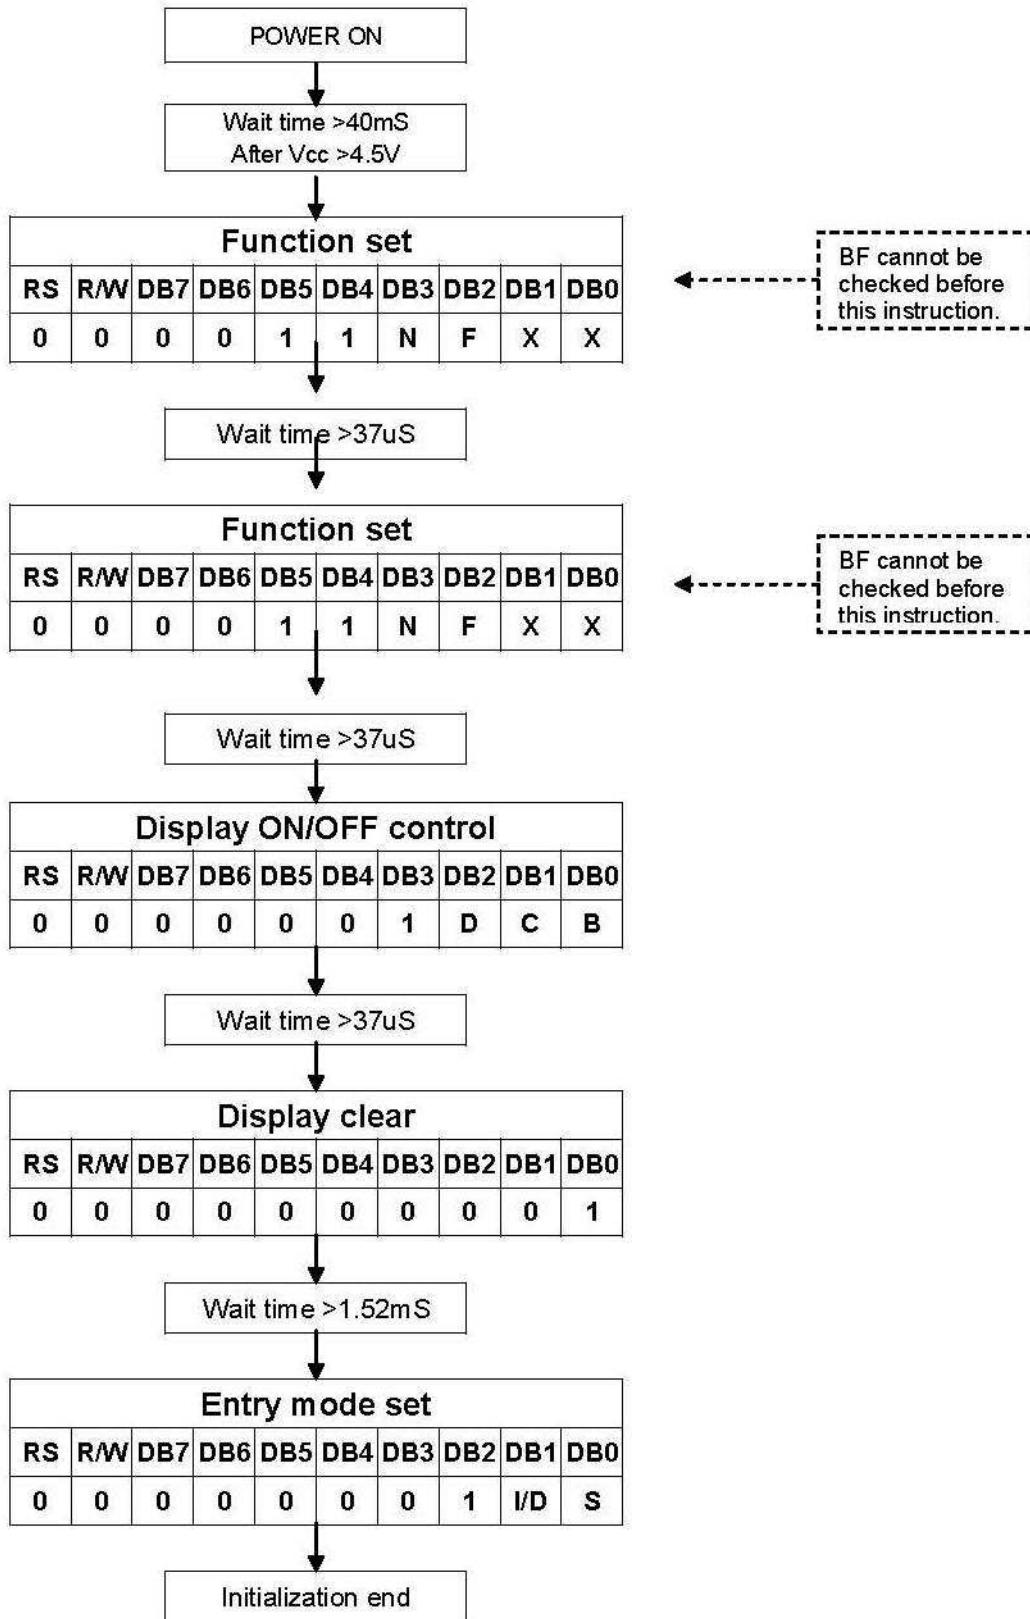 POWER ON
Wait time >40mS
After Vcc >4.5V
Function set
RS R/W DB7 DB6 DB5 DB4 DB3 DB2 DB1 DB0
0 0 0 0 1 1 N F X X
BF cannot be
checked before
this instruction.
Wait time >37uS
Function set
RS R/W DB7 DB6 DB5 DB4 DB3 DB2 DB1 DB0
0 0 0 0 1 1 N F X X
BF cannot be
checked before
this instruction.
Wait time >37uS
Display ON/OFF control
RS R/W DB7 DB6 DB5 DB4 DB3 DB2 DB1 DB0
0 0 0 0 0 0 1 D C B
Wait time >37uS
Display clear
RS R/W DB7 DB6 DB5 DB4 DB3 DB2 DB1 DB0
0 0 0 0 0 0 0 0 0 1
Wait time >1.52mS
Entry mode set
RS R/W DB7 DB6 DB5 DB4 DB3 DB2 DB1 DB0
0 0 0 0 0 0 0 1 I/D S
Initialization end